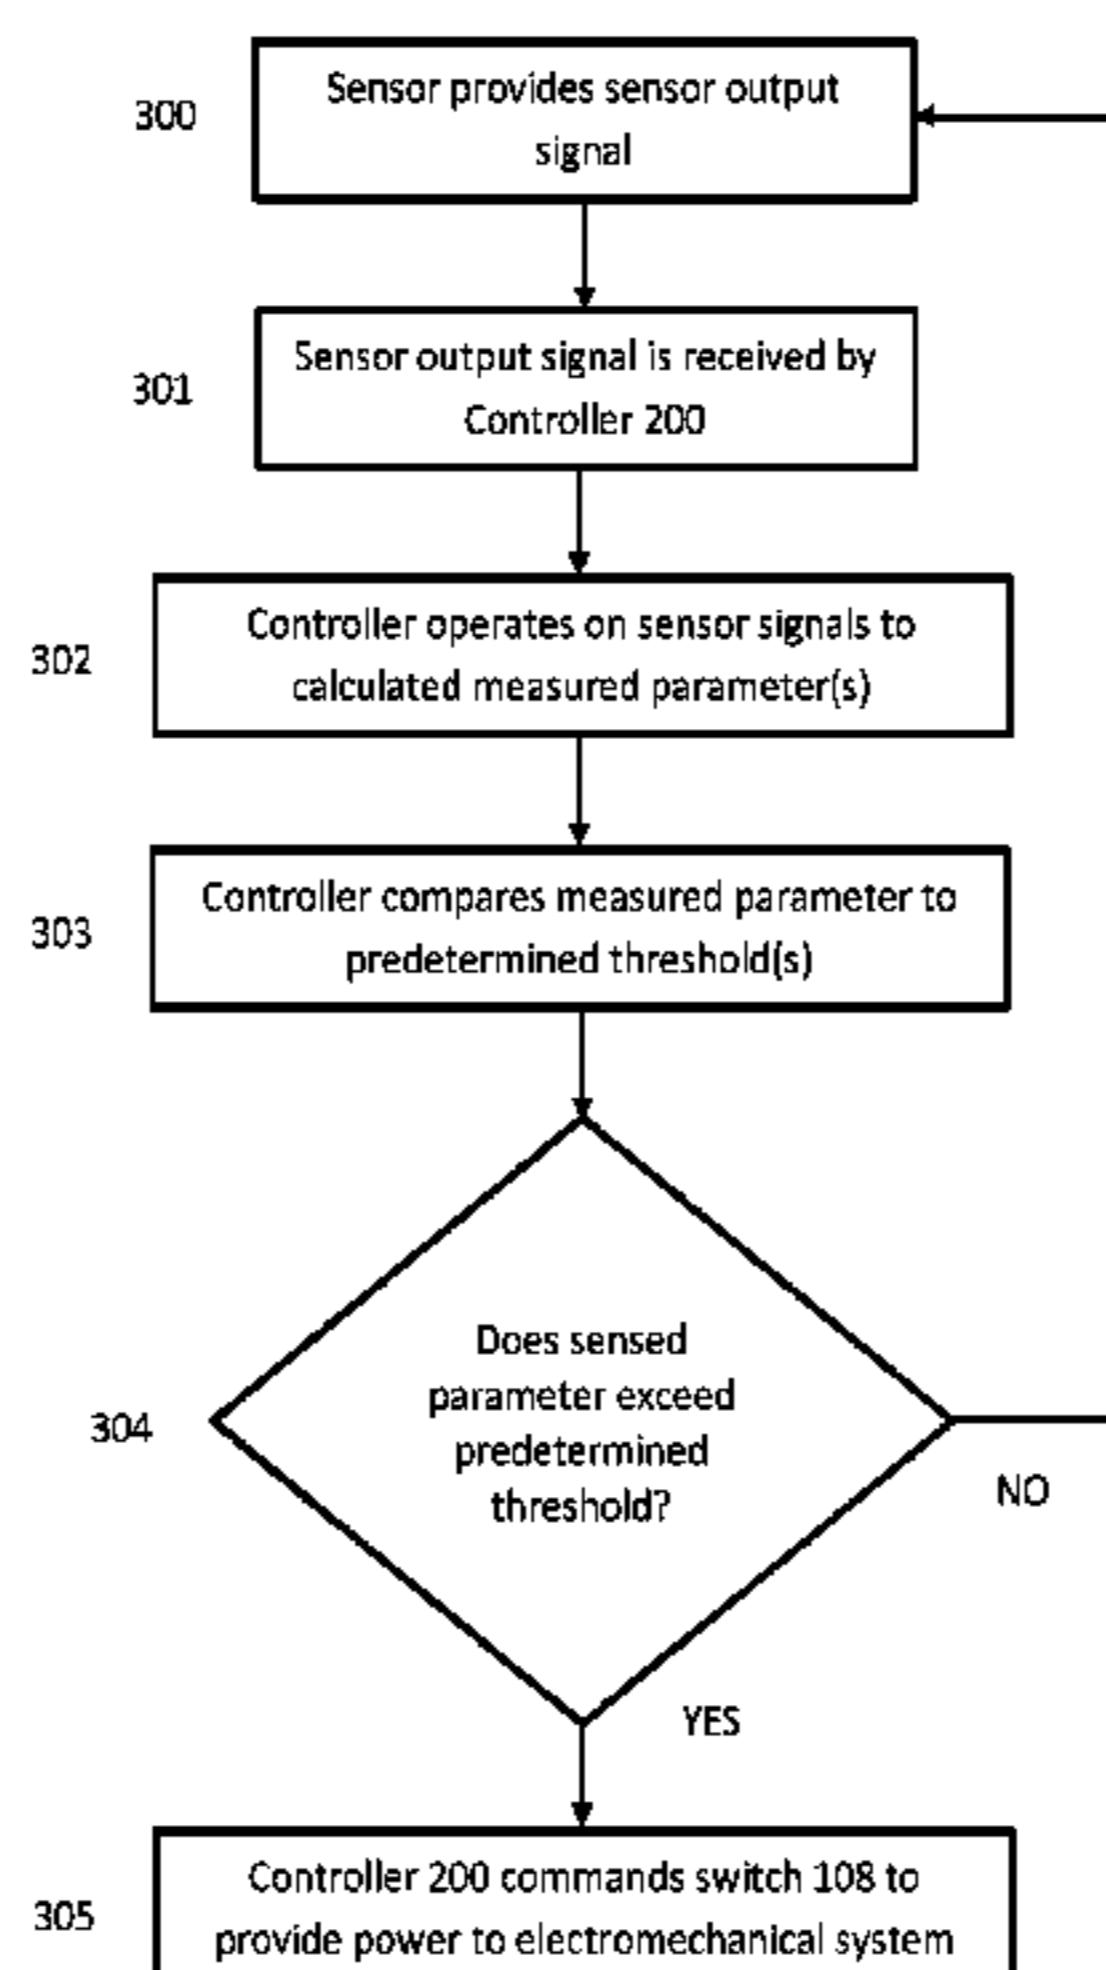 300
Sensor provides sensor output
signal
301
Sensor output signal is received by
Controller 200
302
Controller operates on sensor signals to
calculated measured parameter(s)
303
Controller compares measured parameter to
predetermined threshold(s)
304
Does sensed
parameter exceed
predetermined
threshold?
NO
YES
305
Controller 200 commands switch 108 to
provide power to electromechanical system